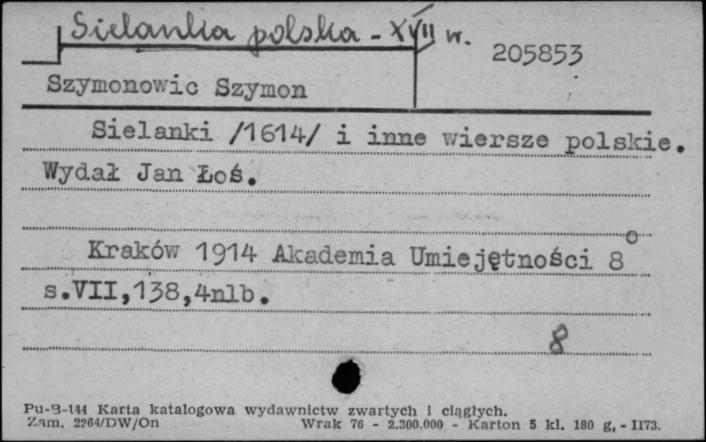 Sielanka polska - XVII w.
205853
Szymonowic Szymon
Sielanki /1614/ i inne wiersze polskie.
Wydał Jan Łoś.
Kraków 1914 Akademia Umiejętności 8°
s.VII,138,4nlb.
8
Pu-B-144 Karta katalogowa wydawnictw zwartych i ciągłych.
Zam. 2264/DW/On Wrak 76 - 2.300.000 - Karton 5 kl. 180 g, - II73.